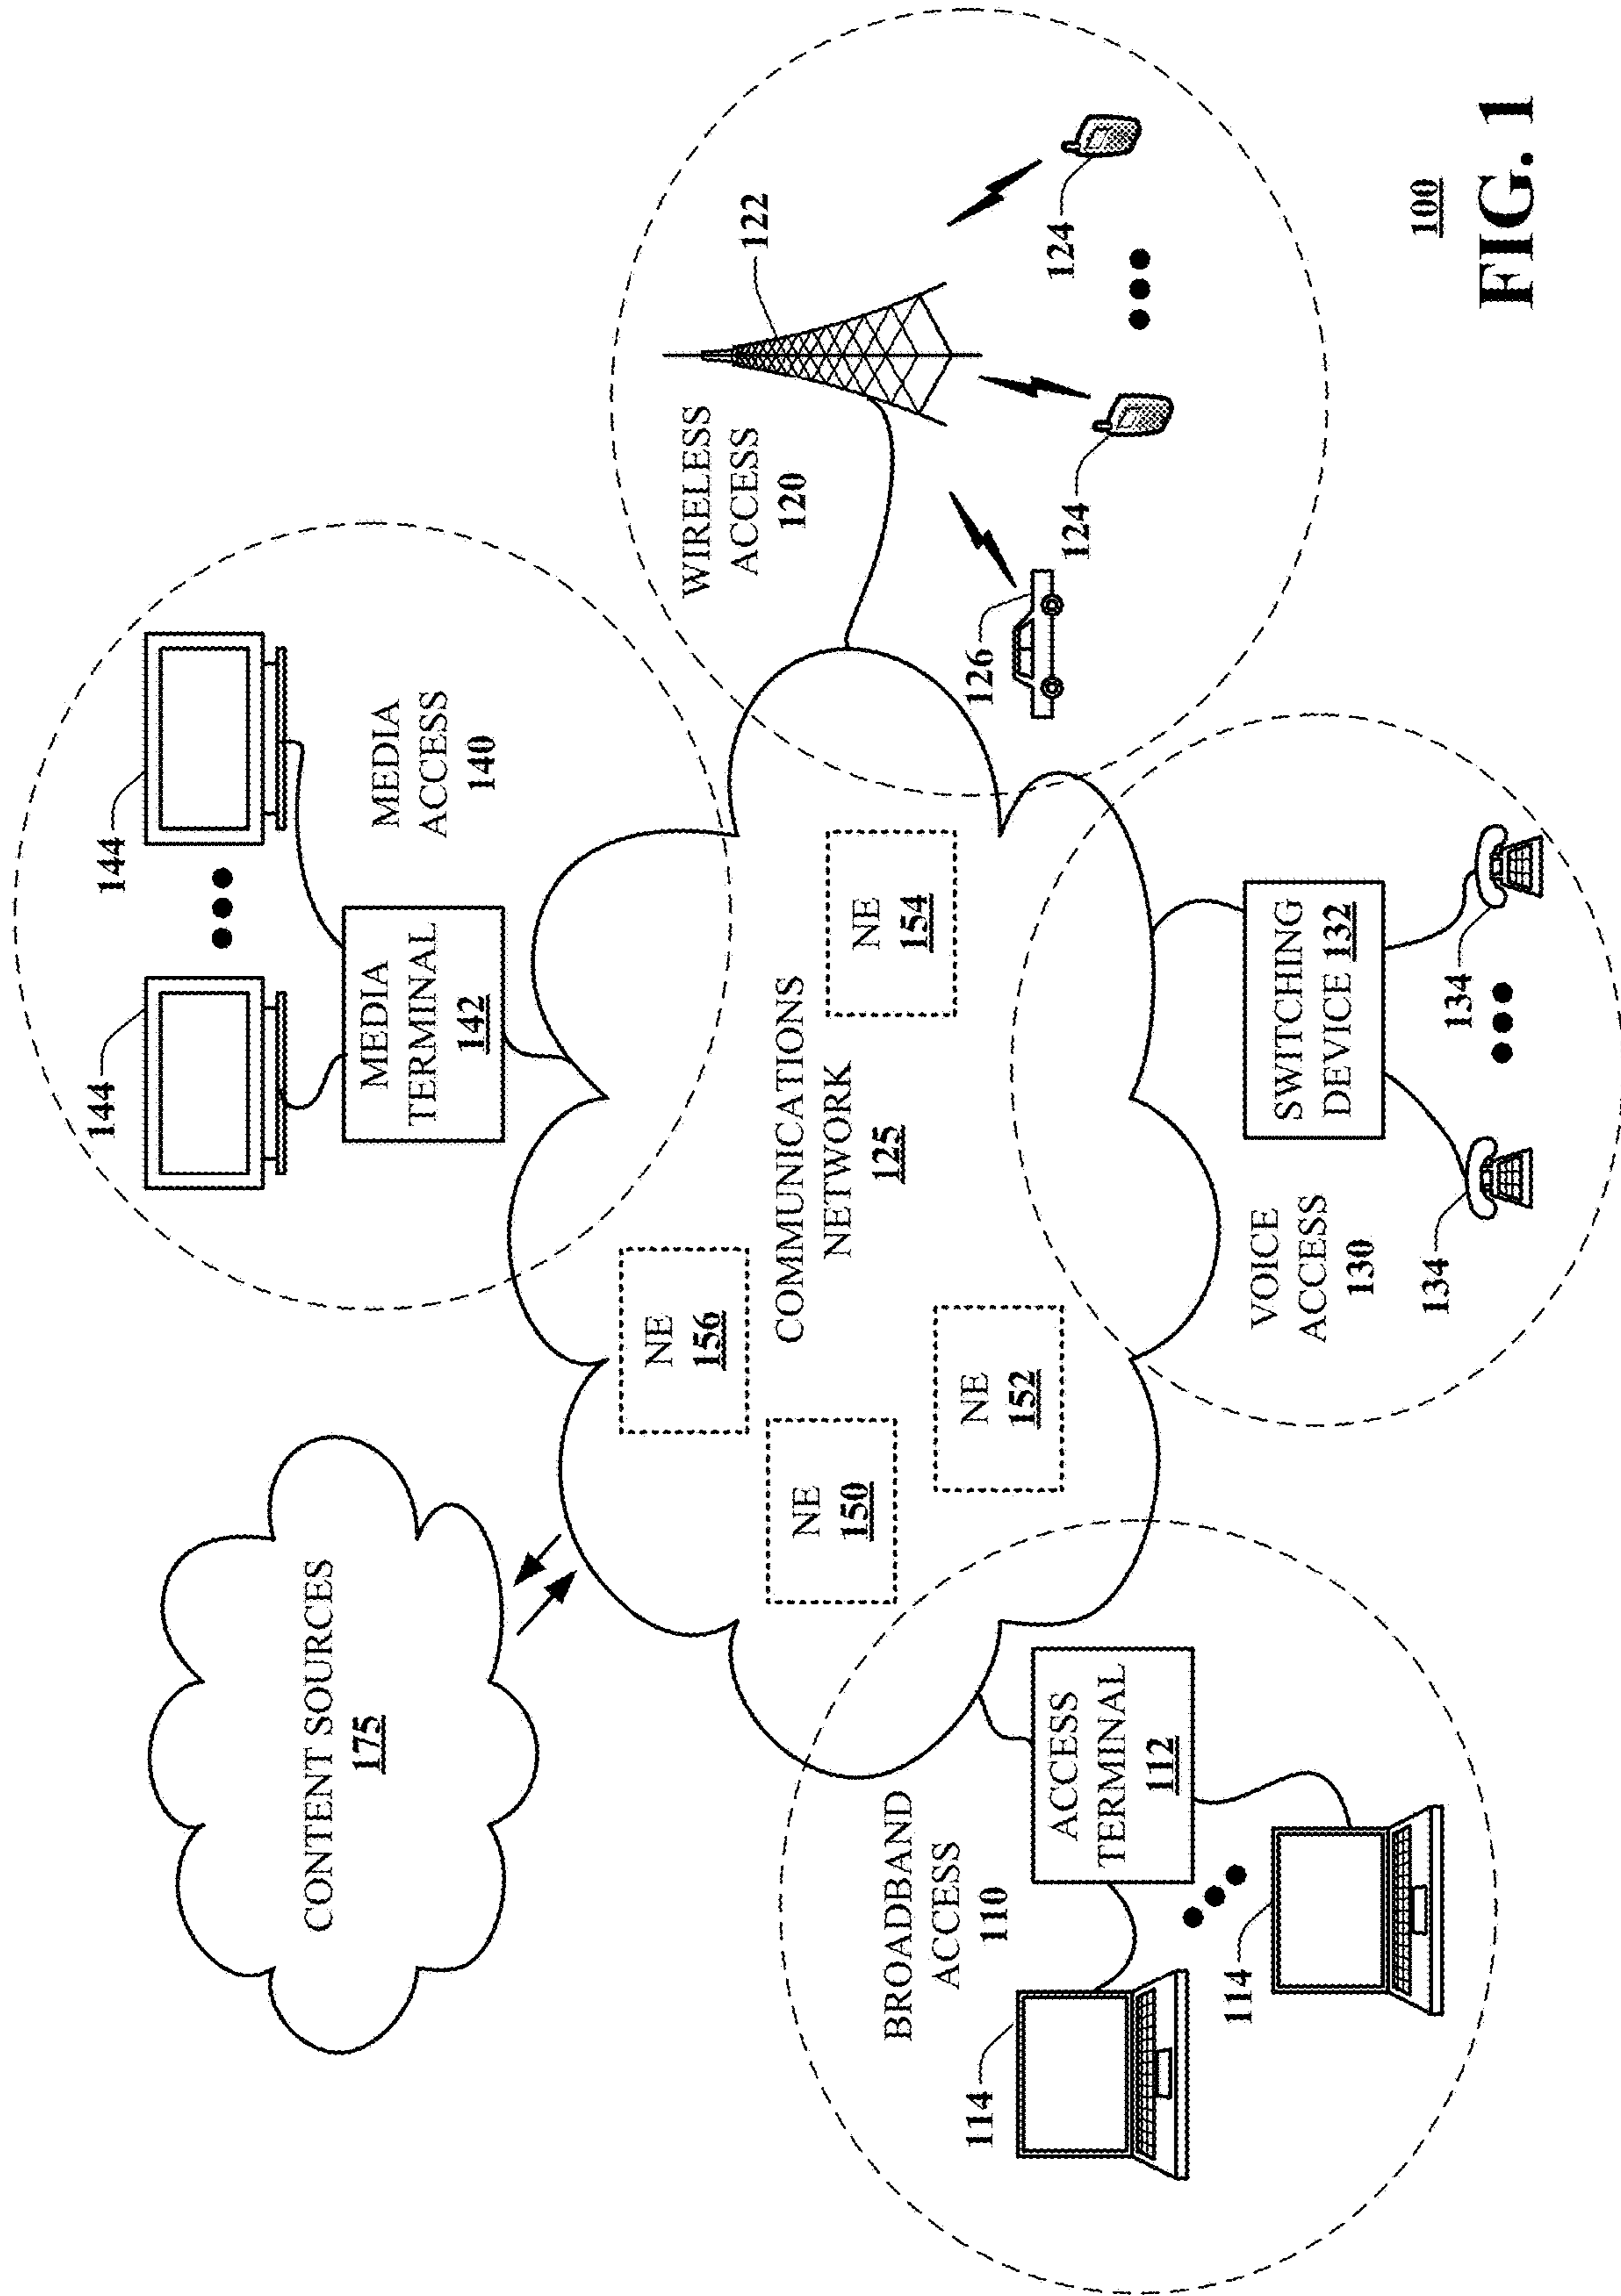 CONTENT SOURCES
175
144
144
MEDIA
TERMINAL
142
MEDIA
ACCESS
140
WIRELESS
ACCESS
120
122
NE
156
NE
150
COMMUNICATIONS
NETWORK
125
NE
154
NE
152
BROADBAND
ACCESS
110
114
ACCESS
TERMINAL
112
114
126
124
124
VOICE
ACCESS
130
SWITCHING
DEVICE 132
134
134
100
FIG. 1